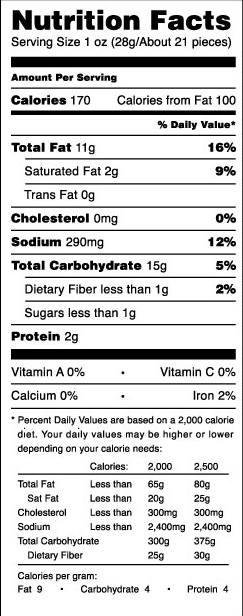 Nutrition Facts
Serving Size 1 oz (28g/About 21 pieces)
Amount Per Serving
Calories 170 Calories from Fat 100
% Daily Value*
Total Fat 11g 16%
Saturated Fat 2g 9%
Trans Fat 0g
Cholesterol 0mg 0%
Sodium 290mg 12%
Total Carbohydrate 15g 5%
Dietary Fiber less than 1g 2%
Sugars less than 1g
Protein 2g
Vitamin A 0% • Vitamin C 0%
Calcium 0% • Iron 2%
* Percent Daily Values are based on a 2,000 calorie
diet. Your daily values may be higher or lower
depending on your calorie needs:
Calories: 2,000 2,500
Total Fat Less than 65g 80g
Sat Fat Less than 20g 25g
Cholesterol Less than 300mg 300mg
Sodium Less than 2,400mg 2,400mg
Total Carbohydrate 300g 375g
Dietary Fiber 25g 30g
Calories per gram:
Fat 9 • Carbohydrate 4 • Protein 4